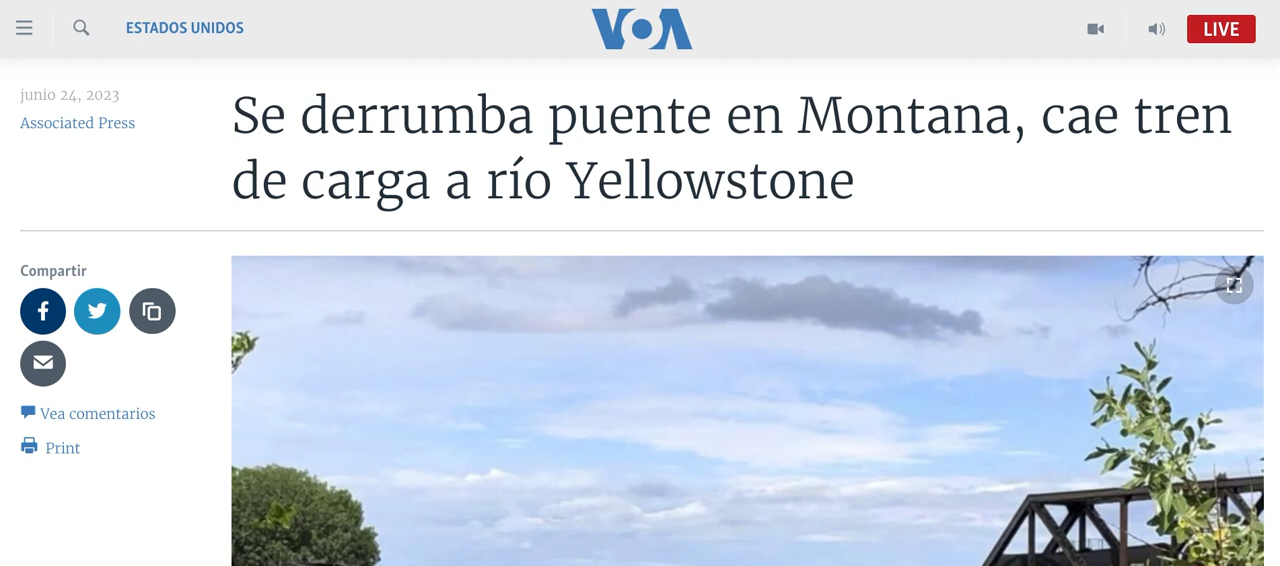 ESTADOS UNIDOS
VOA
LIVE
junio 24, 2023
Associated Press
Se derrumba puente en Montana, cae tren
de carga a río Yellowstone
Compartir
Vea comentarios
Print